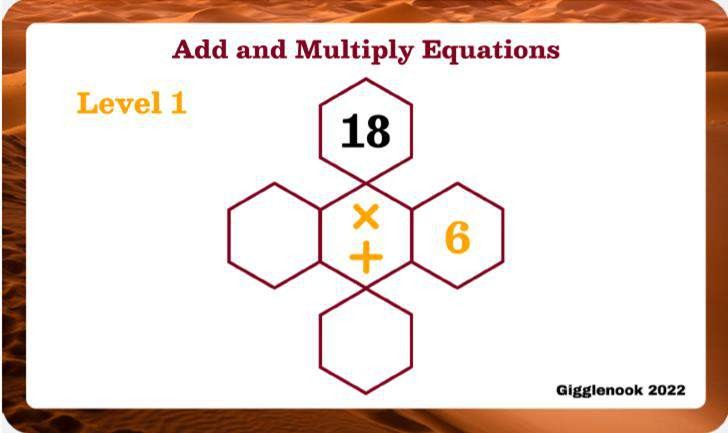 Add and Multiply Equations
Level 1
18
×
6
+
Gigglenook 2022